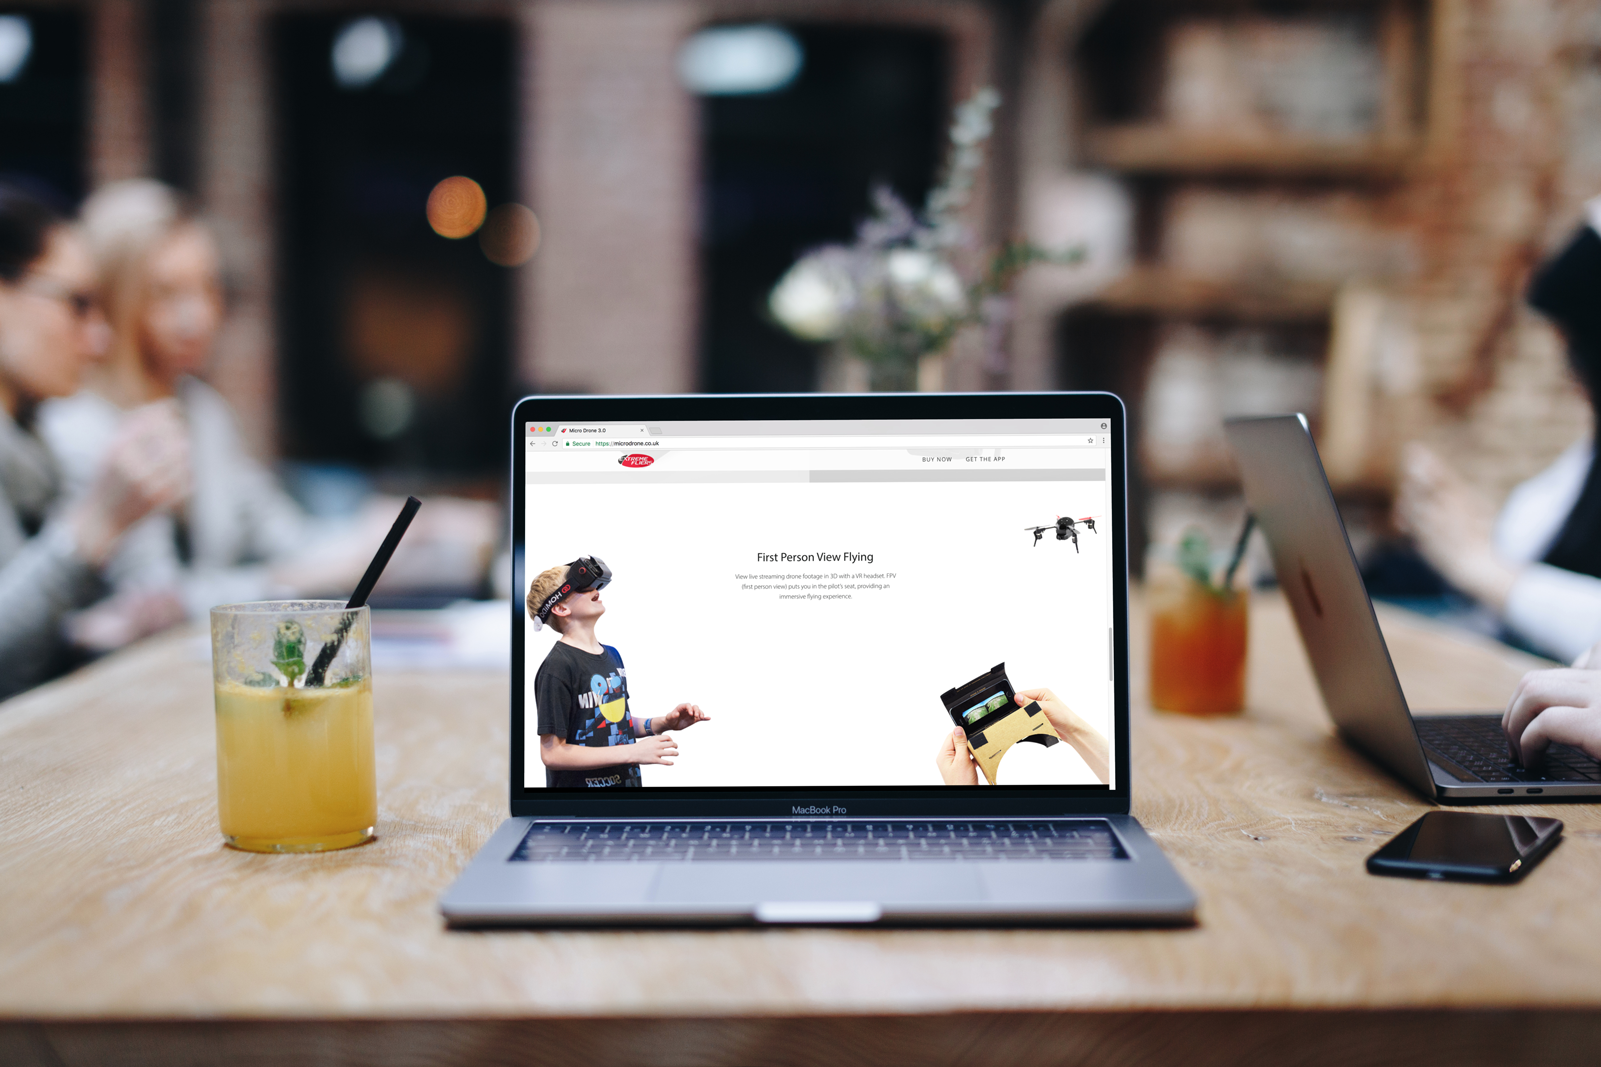 Micro Drone 3.0
Secure https://microdrone.co.uk
EXTREME
FLIERS
BUY NOW GET THE APP
First Person View Flying
View live streaming drone footage in 3D with a VR headset. FPV
(first person view) puts you in the pilot's seat, providing an
immersive flying experience.
SOCCER
MacBook Pro